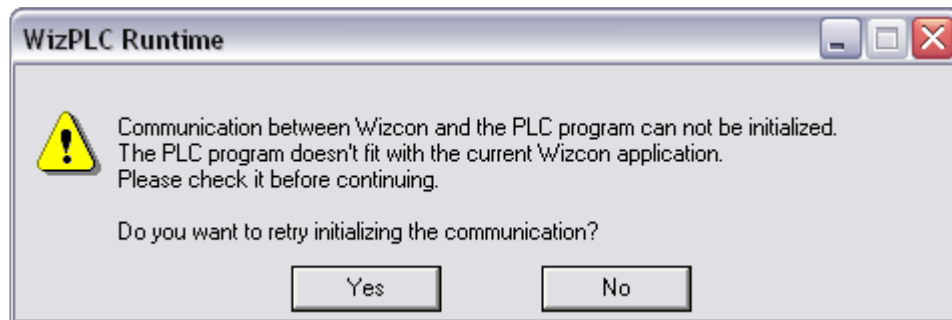 WizPLC Runtime
Communication between Wizcon and the PLC program can not be initialized.
The PLC program doesn't fit with the current Wizcon application.
Please check it before continuing.
Do you want to retry initializing the communication?
Yes No